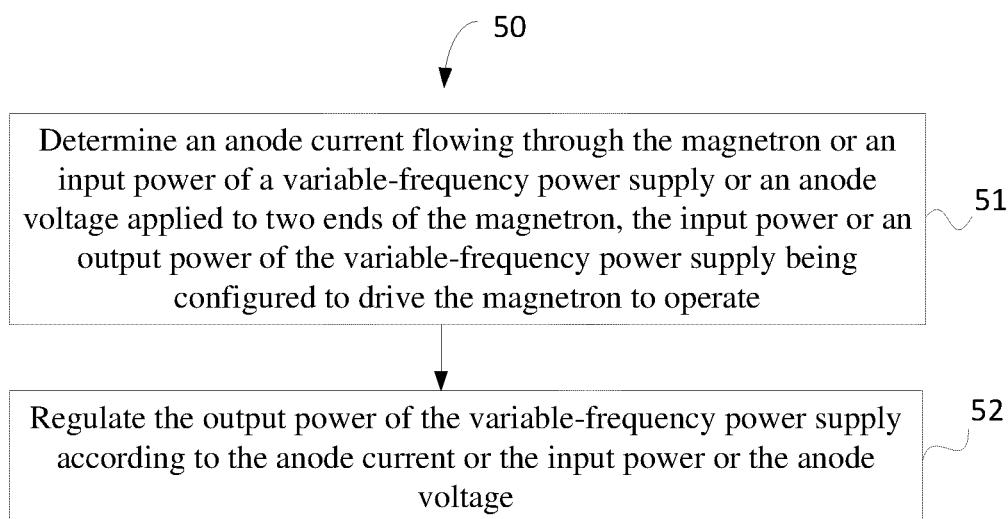 50
Determine an anode current flowing through the magnetron or an
input power of a variable-frequency power supply or an anode
voltage applied to two ends of the magnetron, the input power or an
output power of the variable-frequency power supply being
configured to drive the magnetron to operate
51
Regulate the output power of the variable-frequency power supply
according to the anode current or the input power or the anode
voltage
52